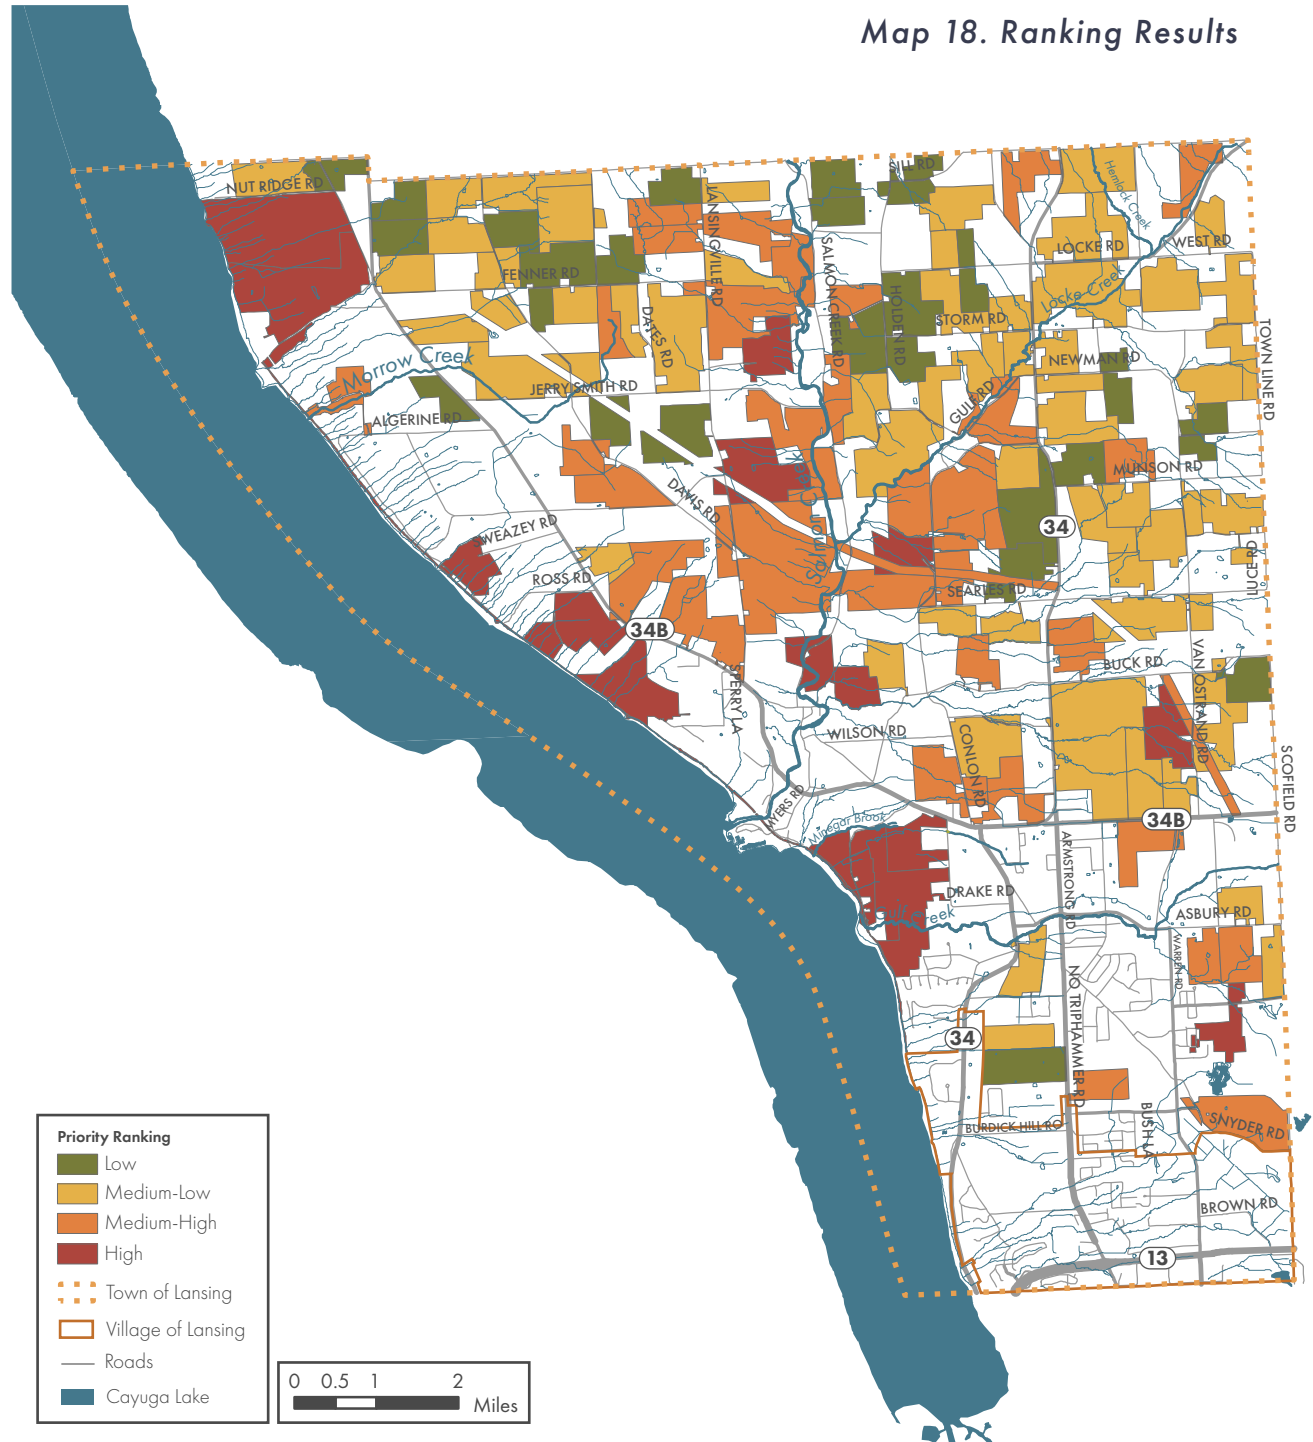 Map 18. Ranking Results
NUT RIDGE RD
SILL RD
Hemlock Creek
LANSINGVILLE RD
SALMON CREEK RD
LOCKE RD
WEST RD
FENNER RD
Locke Creek
HOLDEN RD
DATES RD
STORM RD
TOWN LINE RD
Morrow Creek
NEWMAN RD
JERRY SMITH RD
GULF RD
ALGERINE RD
MUNSON RD
DAVIS RD
Salmon Creek
34
SWEAZEY RD
LUCE RD
ROSS RD
SEARLES RD
34B
VAN OSTRAND RD
BUCK RD
SPERRY LA
WILSON RD
CONLON RD
SCOFIELD RD
MYERS RD
Minegar Brook
34B
ARMSTRONG RD
DRAKE RD
Gulf Creek
ASBURY RD
WARREN RD
NO TRIPHAMMER RD
34
BURDICK HILL RD
BUSH LA
SNYDER RD
BROWN RD
13
Priority Ranking
Low
Medium-Low
Medium-High
High
Town of Lansing
Village of Lansing
Roads
Cayuga Lake
0 0.5 1 2
Miles